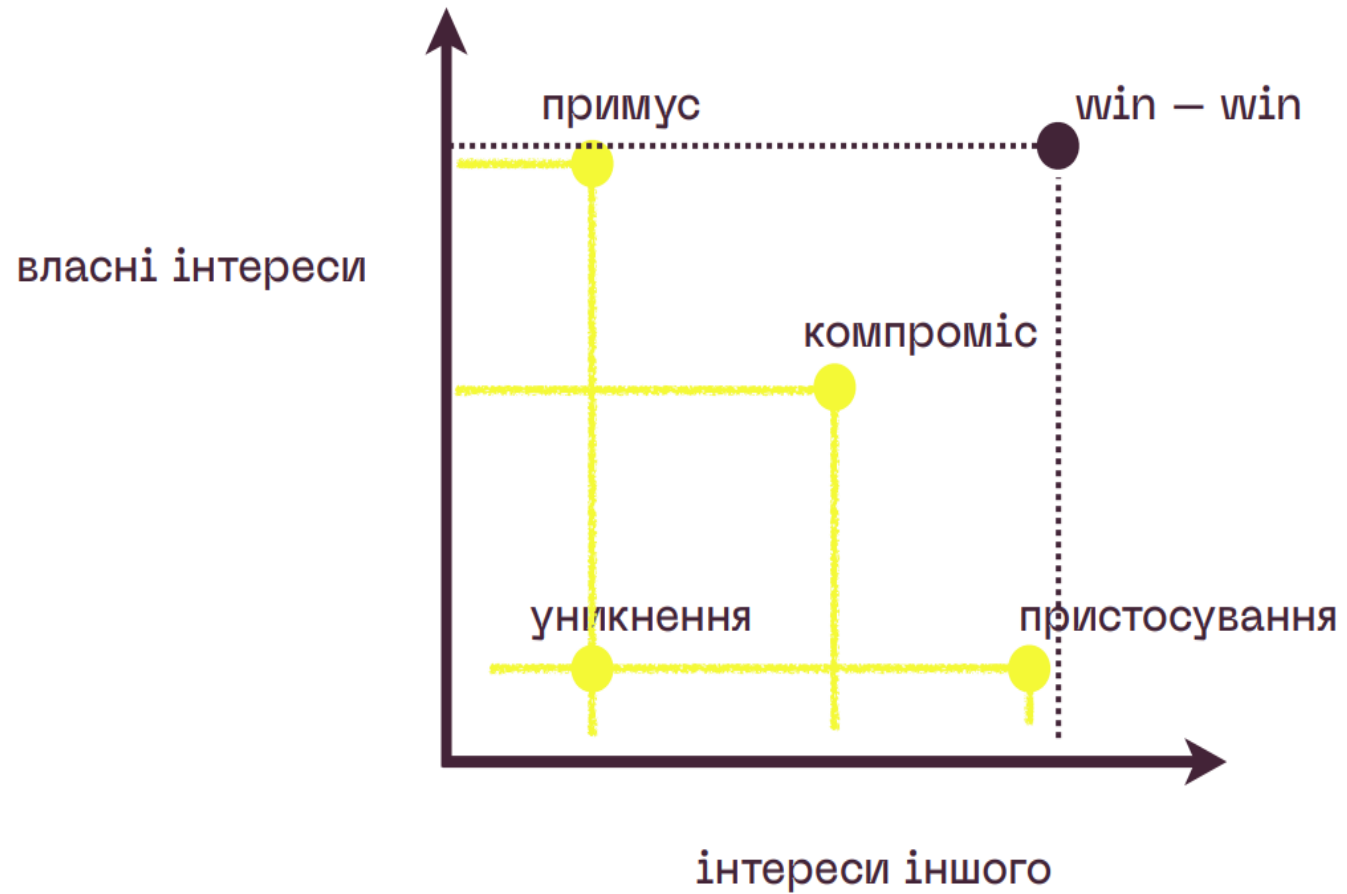 примус
win – win
власні інтереси
компроміс
уникнення
пристосування
інтереси іншого